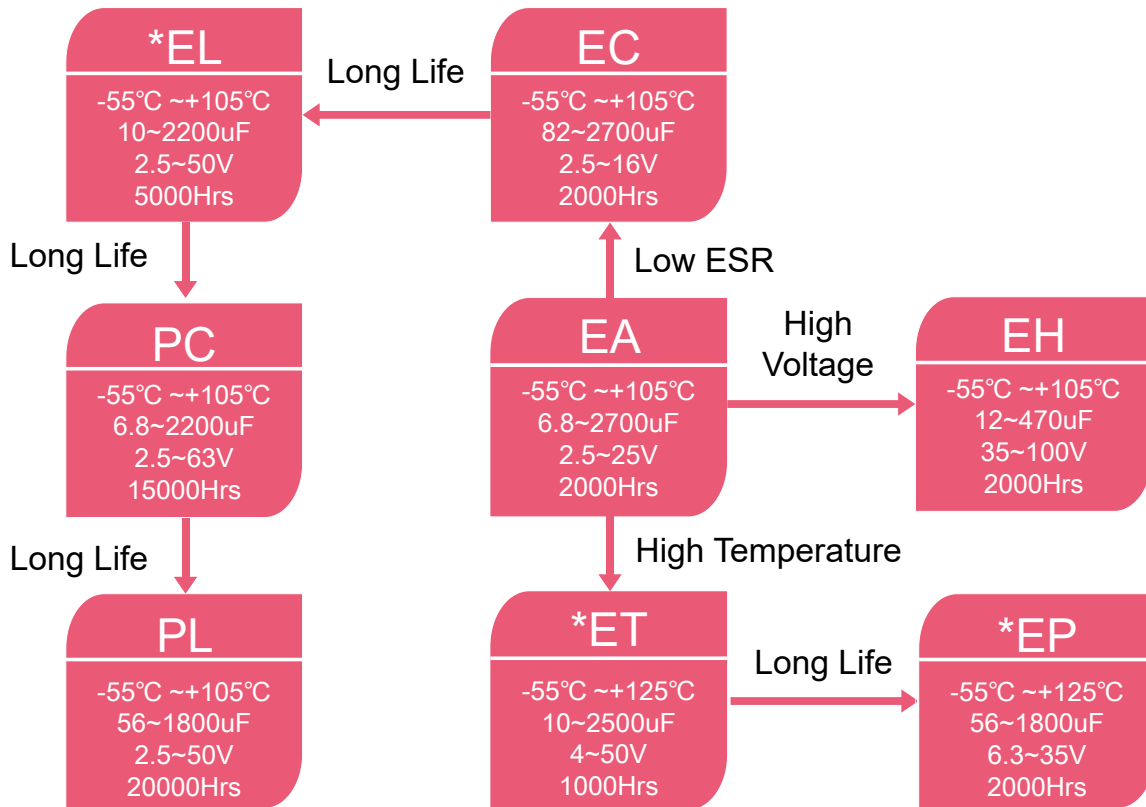 *EL
-55℃ ~+105℃
10~2200uF
2.5~50V
5000Hrs
Long Life
EC
-55℃ ~+105℃
82~2700uF
2.5~16V
2000Hrs
Long Life
Low ESR
PC
-55℃ ~+105℃
6.8~2200uF
2.5~63V
15000Hrs
EA
-55℃ ~+105℃
6.8~2700uF
2.5~25V
2000Hrs
High
Voltage
EH
-55℃ ~+105℃
12~470uF
35~100V
2000Hrs
Long Life
High Temperature
PL
-55℃ ~+105℃
56~1800uF
2.5~50V
20000Hrs
*ET
-55℃ ~+125℃
10~2500uF
4~50V
1000Hrs
Long Life
*EP
-55℃ ~+125℃
56~1800uF
6.3~35V
2000Hrs